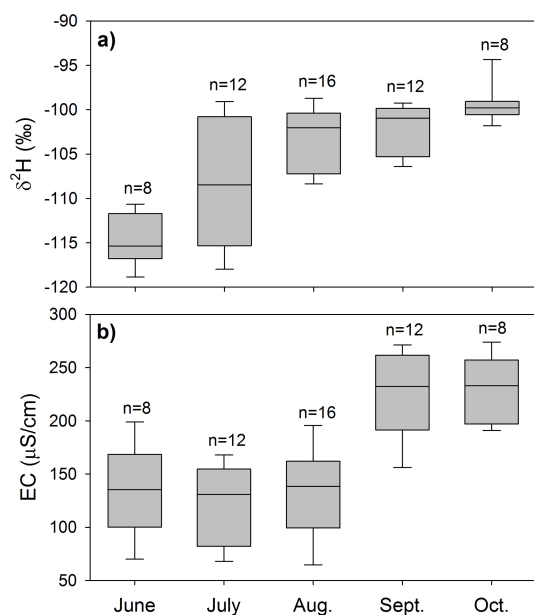 a)
δ²H (‰)
-90
-95
-100
-105
-110
-115
-120
n=8
n=12
n=16
n=12
n=8
b)
EC (µS/cm)
300
250
200
150
100
50
n=8
n=12
n=16
n=12
n=8
June July Aug. Sept. Oct.